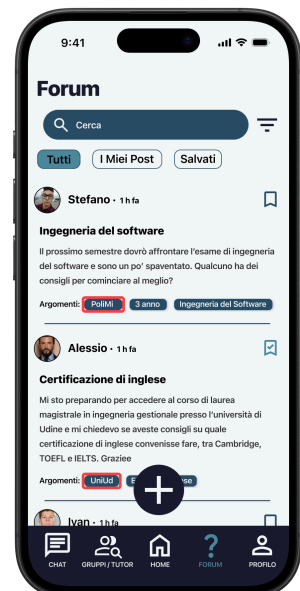 9:41
Forum
Cerca
Tutti
I Miei Post
Salvati
Stefano · 1 h fa
Ingegneria del software
Il prossimo semestre dovrò affrontare l'esame di ingegneria
del software e sono un po' spaventato. Qualcuno ha dei
consigli per cominciare al meglio?
Argomenti: PoliMi 3 anno Ingegneria del Software
Alessio · 1 h fa
Certificazione di inglese
Mi sto preparando per accedere al corso di laurea
magistrale in ingegneria gestionale presso l'università di
Udine e mi chiedevo se aveste consigli su quale
certificazione di inglese convenisse fare, tra Cambridge,
TOEFL e IELTS. Graziee
Argomenti: UniUd
Ivan · 1 h fa
CHAT GRUPPI / TUTOR HOME FORUM PROFILO